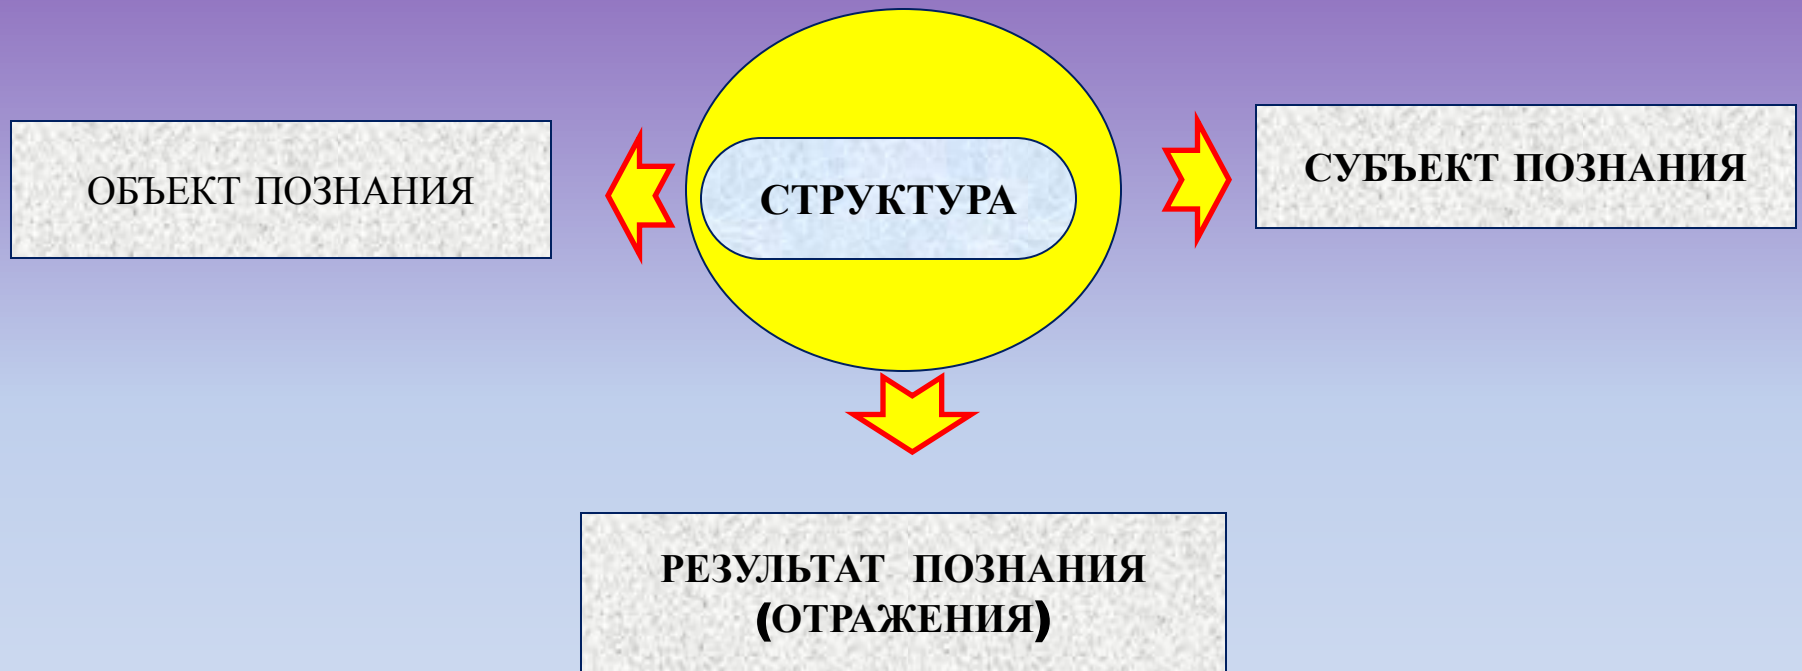 ОБЪЕКТ ПОЗНАНИЯ
СТРУКТУРА
СУБЪЕКТ ПОЗНАНИЯ
РЕЗУЛЬТАТ ПОЗНАНИЯ
(ОТРАЖЕНИЯ)